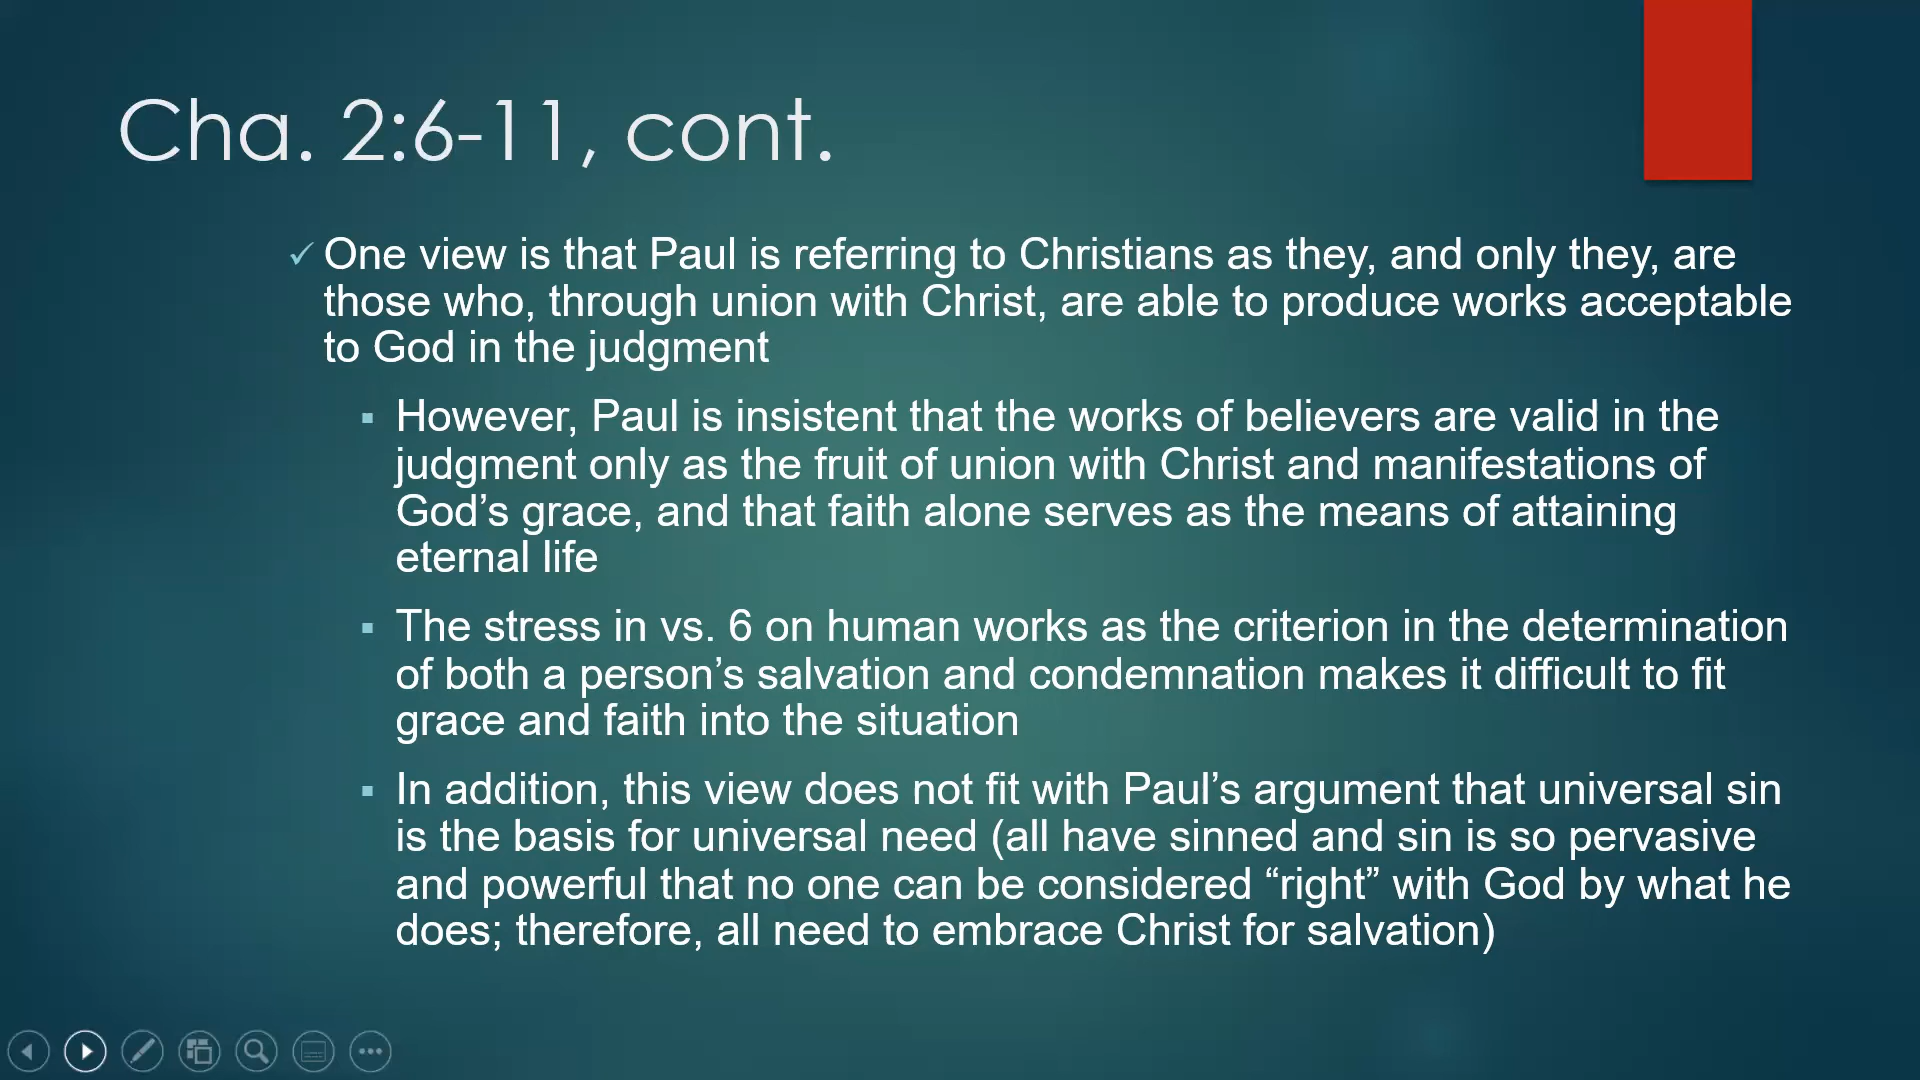 Cha. 2:6-11, cont.
✓ One view is that Paul is referring to Christians as they, and only they, are
those who, through union with Christ, are able to produce works acceptable
to God in the judgment
▪ However, Paul is insistent that the works of believers are valid in the
judgment only as the fruit of union with Christ and manifestations of
God’s grace, and that faith alone serves as the means of attaining
eternal life
▪ The stress in vs. 6 on human works as the criterion in the determination
of both a person’s salvation and condemnation makes it difficult to fit
grace and faith into the situation
▪ In addition, this view does not fit with Paul’s argument that universal sin
is the basis for universal need (all have sinned and sin is so pervasive
and powerful that no one can be considered “right” with God by what he
does; therefore, all need to embrace Christ for salvation)